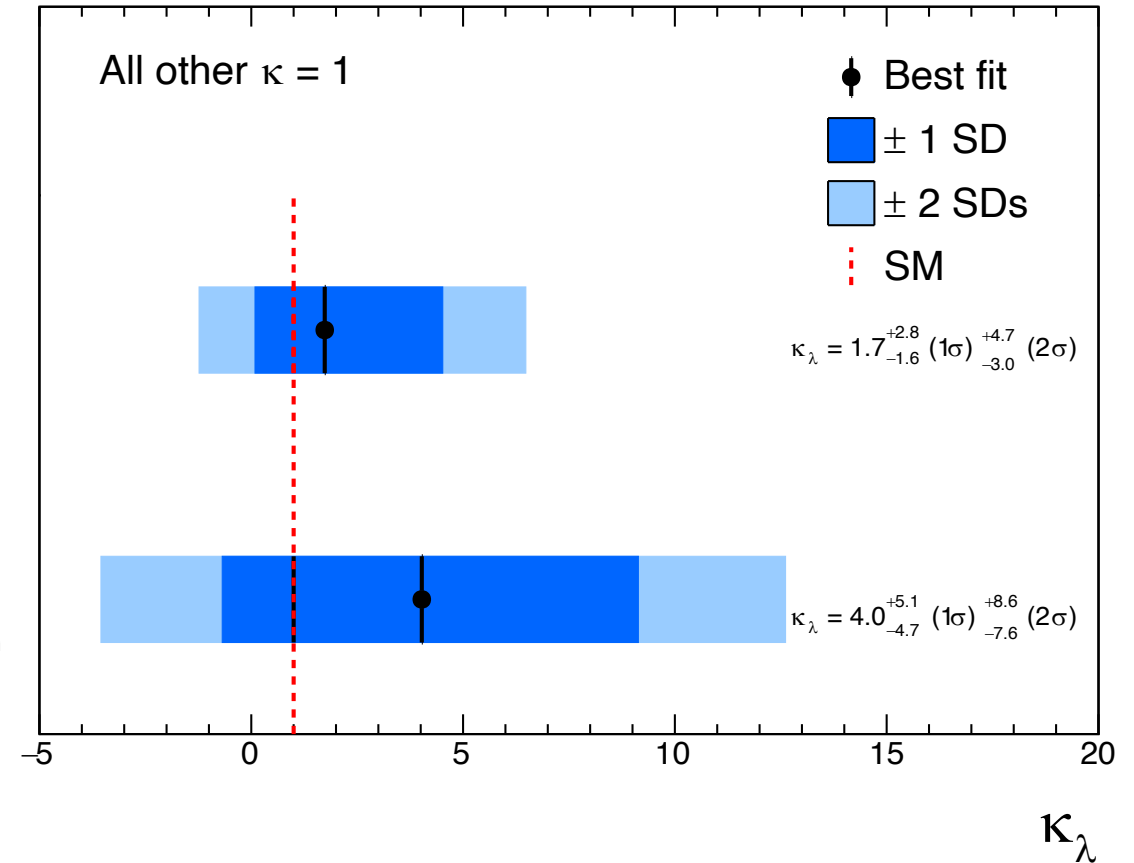 All other κ = 1
Best fit
± 1 SD
± 2 SDs
SM
κλ = 1.7 +2.8 −1.6 (1σ) +4.7 −3.0 (2σ)
κλ = 4.0 +5.1 −4.7 (1σ) +8.6 −7.6 (2σ)
−5 0 5 10 15 20
κλ